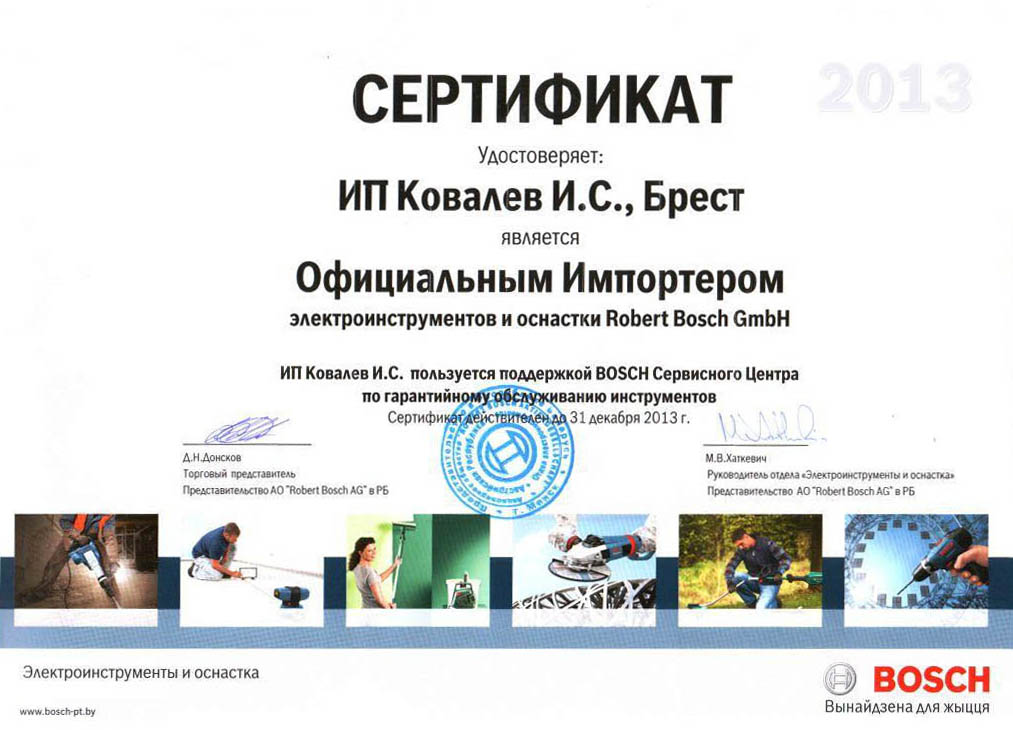 2013
СЕРТИФИКАТ
Удостоверяет:
ИП Ковалев И.С., Брест
является
Официальным Импортером
электроинструментов и оснастки Robert Bosch GmbH
ИП Ковалев И.С. пользуется поддержкой BOSCH Сервисного Центра
по гарантийному обслуживанию инструментов
Сертификат действителен до 31 декабря 2013 г.
Д.Н.Донсков
Торговый представитель
Представительство АО "Robert Bosch AG" в РБ
М.В.Хаткевич
Руководитель отдела «Электроинструменты и оснастка»
Представительство АО "Robert Bosch AG" в РБ
Электроинструменты и оснастка
www.bosch-pt.by
BOSCH
Вынайдзена для жыцця